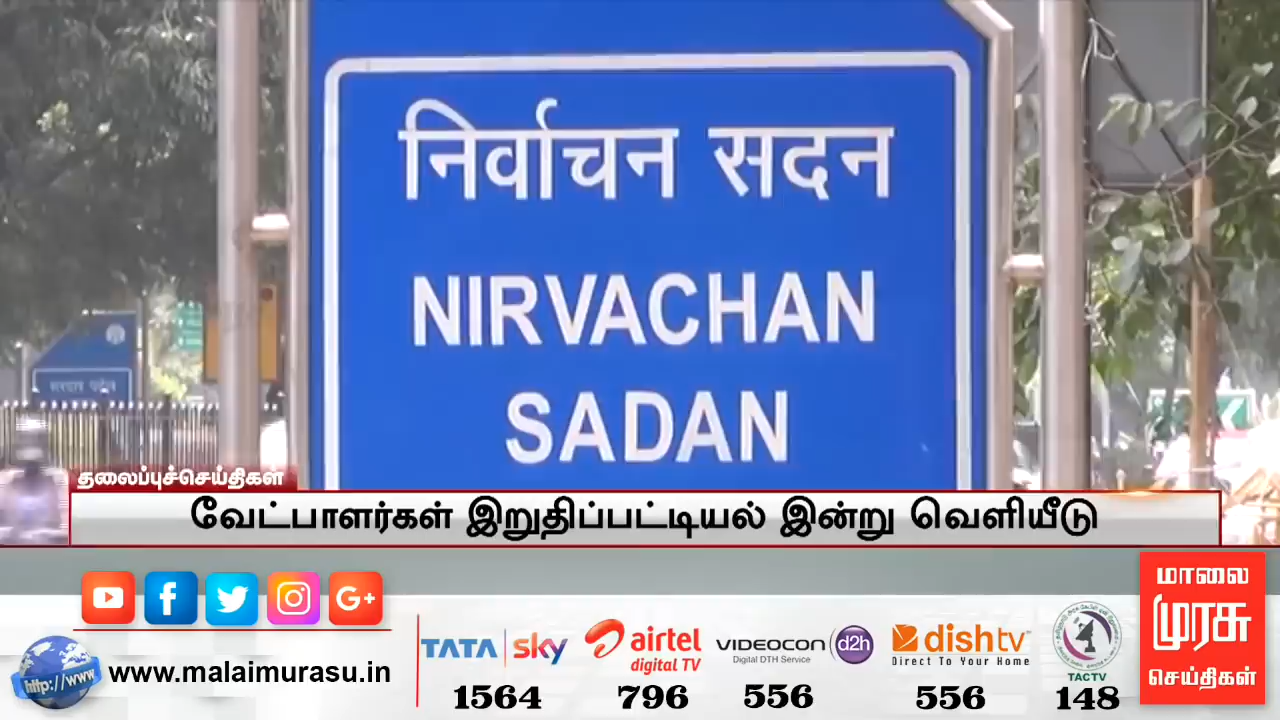 निर्वाचन सदन
NIRVACHAN
SADAN
தலைப்புச்செய்திகள்
வேட்பாளர்கள் இறுதிப்பட்டியல் இன்று வெளியீடு
மாலை
முரசு
செய்திகள்
G+
http://www
www.malaimurasu.in
TATA sky
1564
airtel
digital TV
796
VIDEOCON d2h
Digital DTH Service
556
dishtv
Direct To Your Home
556
TACTV
148